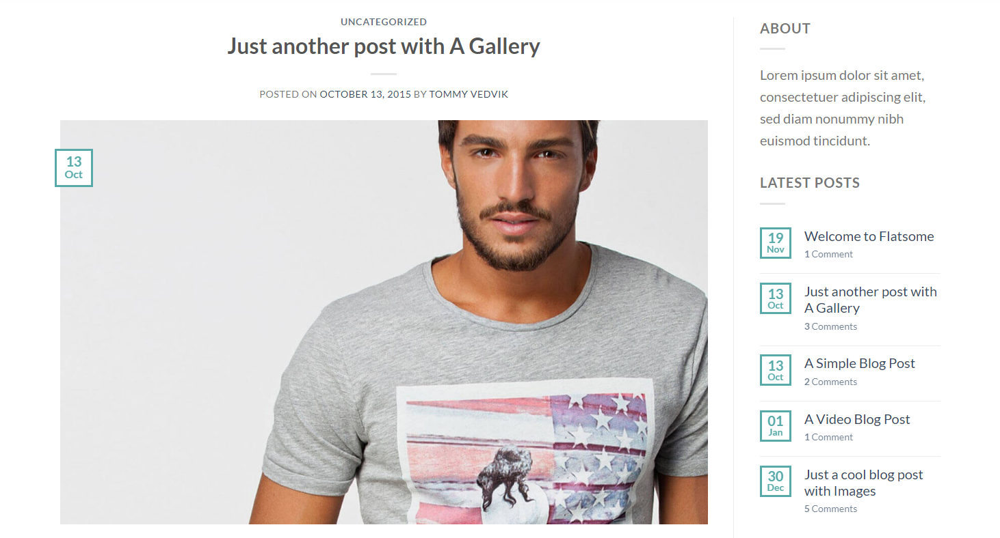 UNCATEGORIZED
Just another post with A Gallery
POSTED ON OCTOBER 13, 2015 BY TOMMY VEDVIK
13
Oct
ABOUT
Lorem ipsum dolor sit amet,
consectetuer adipiscing elit,
sed diam nonummy nibh
euismod tincidunt.
LATEST POSTS
19
Nov
Welcome to Flatsome
1 Comment
13
Oct
Just another post with
A Gallery
3 Comments
13
Oct
A Simple Blog Post
2 Comments
01
Jan
A Video Blog Post
1 Comment
30
Dec
Just a cool blog post
with Images
5 Comments